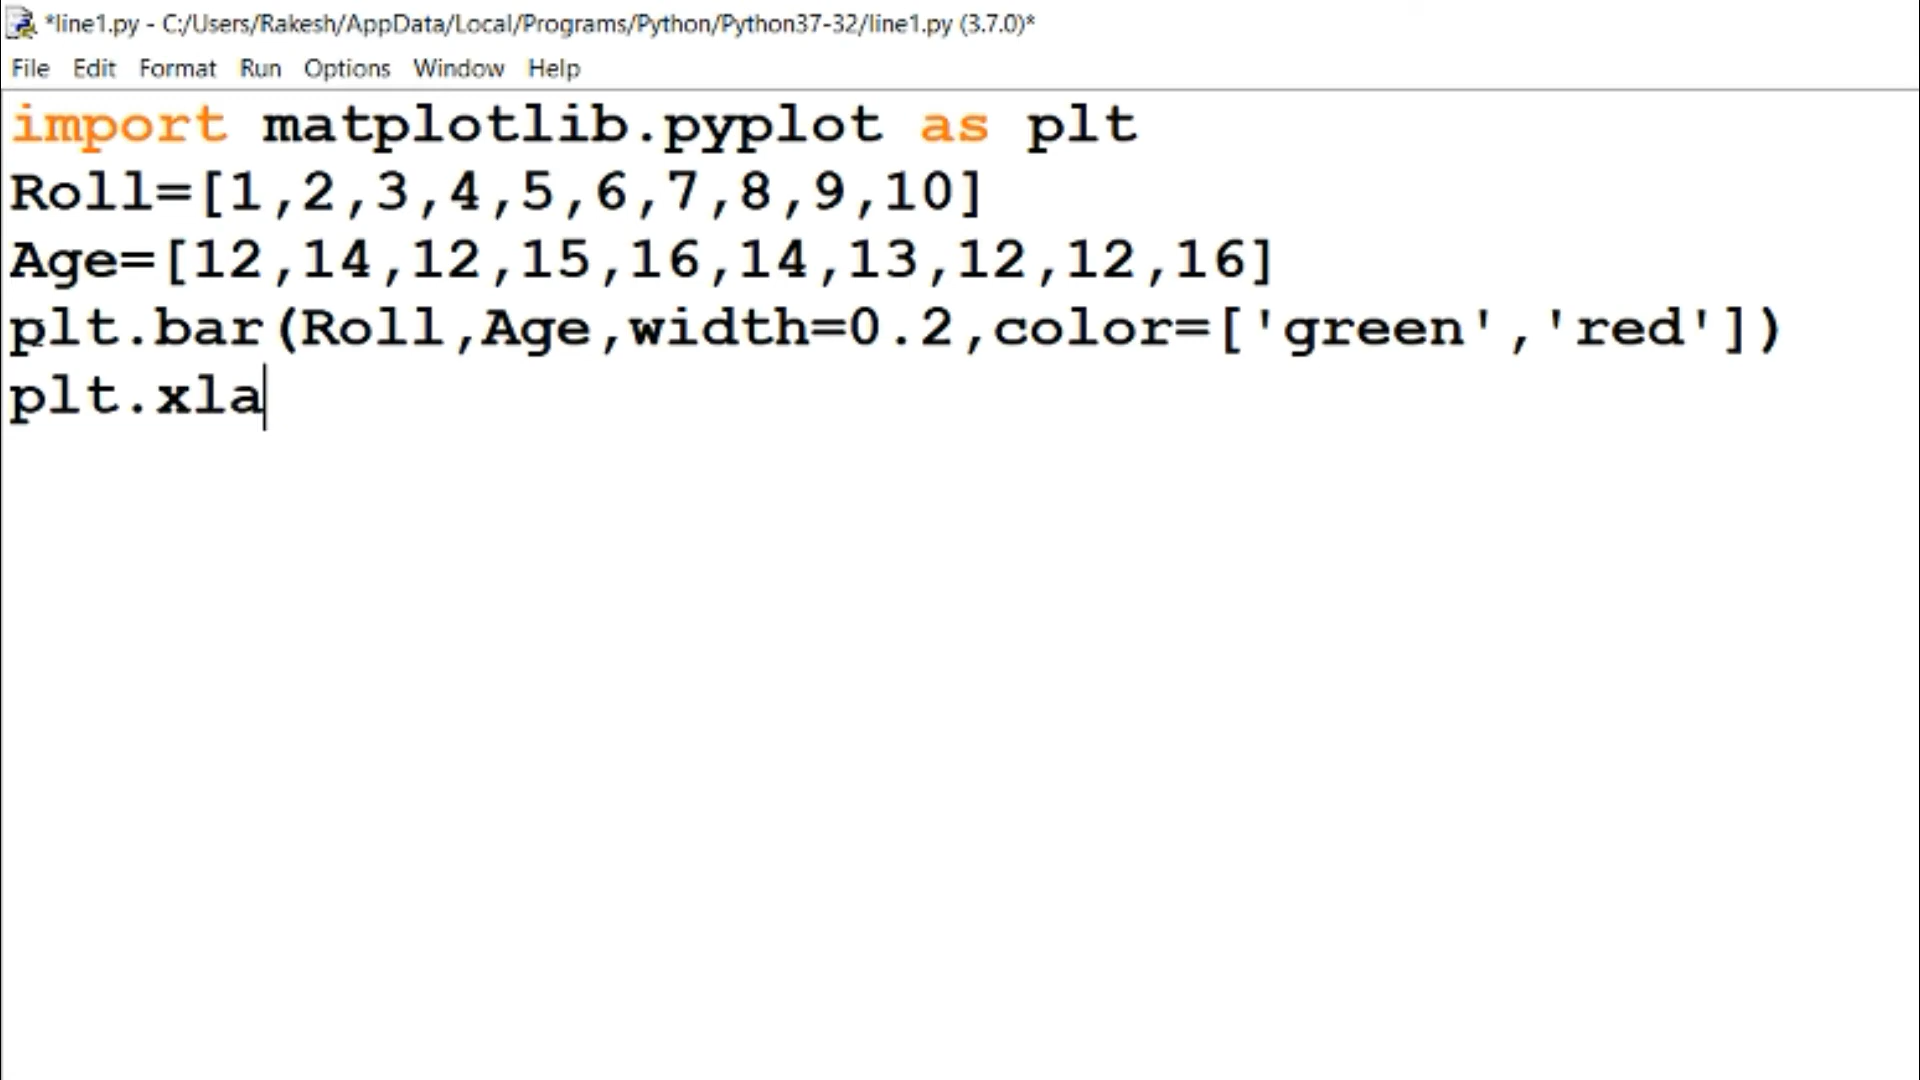 *line1.py - C:/Users/Rakesh/AppData/Local/Programs/Python/Python37-32/line1.py (3.7.0)*
File Edit Format Run Options Window Help
import matplotlib.pyplot as plt
Roll=[1,2,3,4,5,6,7,8,9,10]
Age=[12,14,12,15,16,14,13,12,12,16]
plt.bar(Roll,Age,width=0.2,color=['green','red'])
plt.xla